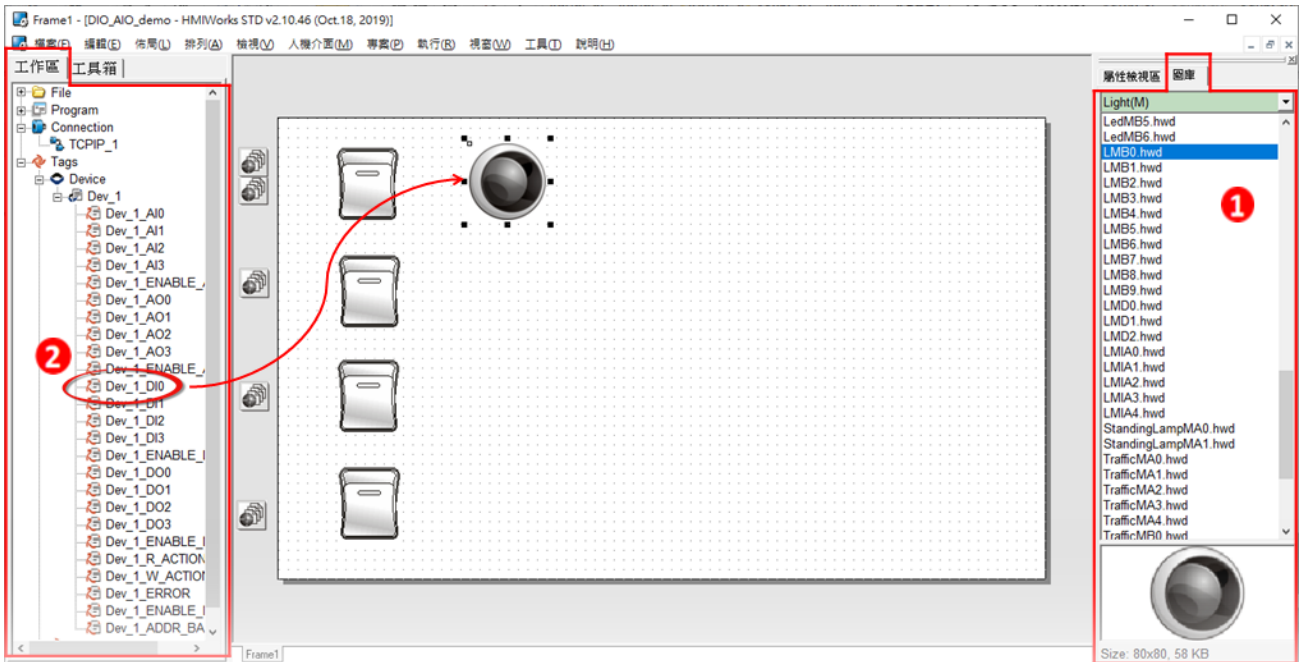 Frame1 - [DIO_AIO_demo - HMIWorks STD v2.10.46 (Oct.18, 2019)]
檔案(F) 編輯(E) 佈局(L) 排列(A) 檢視(V) 人機介面(M) 專案(P) 執行(R) 視窗(W) 工具(T) 說明(H)
工作區 工具箱
File
Program
Connection
TCPIP_1
Tags
Device
Dev_1
Dev_1_AI0
Dev_1_AI1
Dev_1_AI2
Dev_1_AI3
Dev_1_ENABLE_
Dev_1_AO0
Dev_1_AO1
Dev_1_AO2
Dev_1_AO3
Dev_1_ENABLE_
2
Dev_1_DI0
Dev_1_DI1
Dev_1_DI2
Dev_1_DI3
Dev_1_ENABLE_
Dev_1_DO0
Dev_1_DO1
Dev_1_DO2
Dev_1_DO3
Dev_1_ENABLE_
Dev_1_R_ACTION
Dev_1_W_ACTION
Dev_1_ERROR
Dev_1_ENABLE_
Dev_1_ADDR_BA
Frame1
屬性檢視區 圖庫
Light(M)
LedMB5.hwd
LedMB6.hwd
LMB0.hwd
LMB1.hwd
LMB2.hwd
LMB3.hwd
1
LMB4.hwd
LMB5.hwd
LMB6.hwd
LMB7.hwd
LMB8.hwd
LMB9.hwd
LMD0.hwd
LMD1.hwd
LMD2.hwd
LMIA0.hwd
LMIA1.hwd
LMIA2.hwd
LMIA3.hwd
LMIA4.hwd
StandingLampMA0.hwd
StandingLampMA1.hwd
TrafficMA0.hwd
TrafficMA1.hwd
TrafficMA2.hwd
TrafficMA3.hwd
TrafficMA4.hwd
TrafficMB0.hwd
Size: 80x80, 58 KB